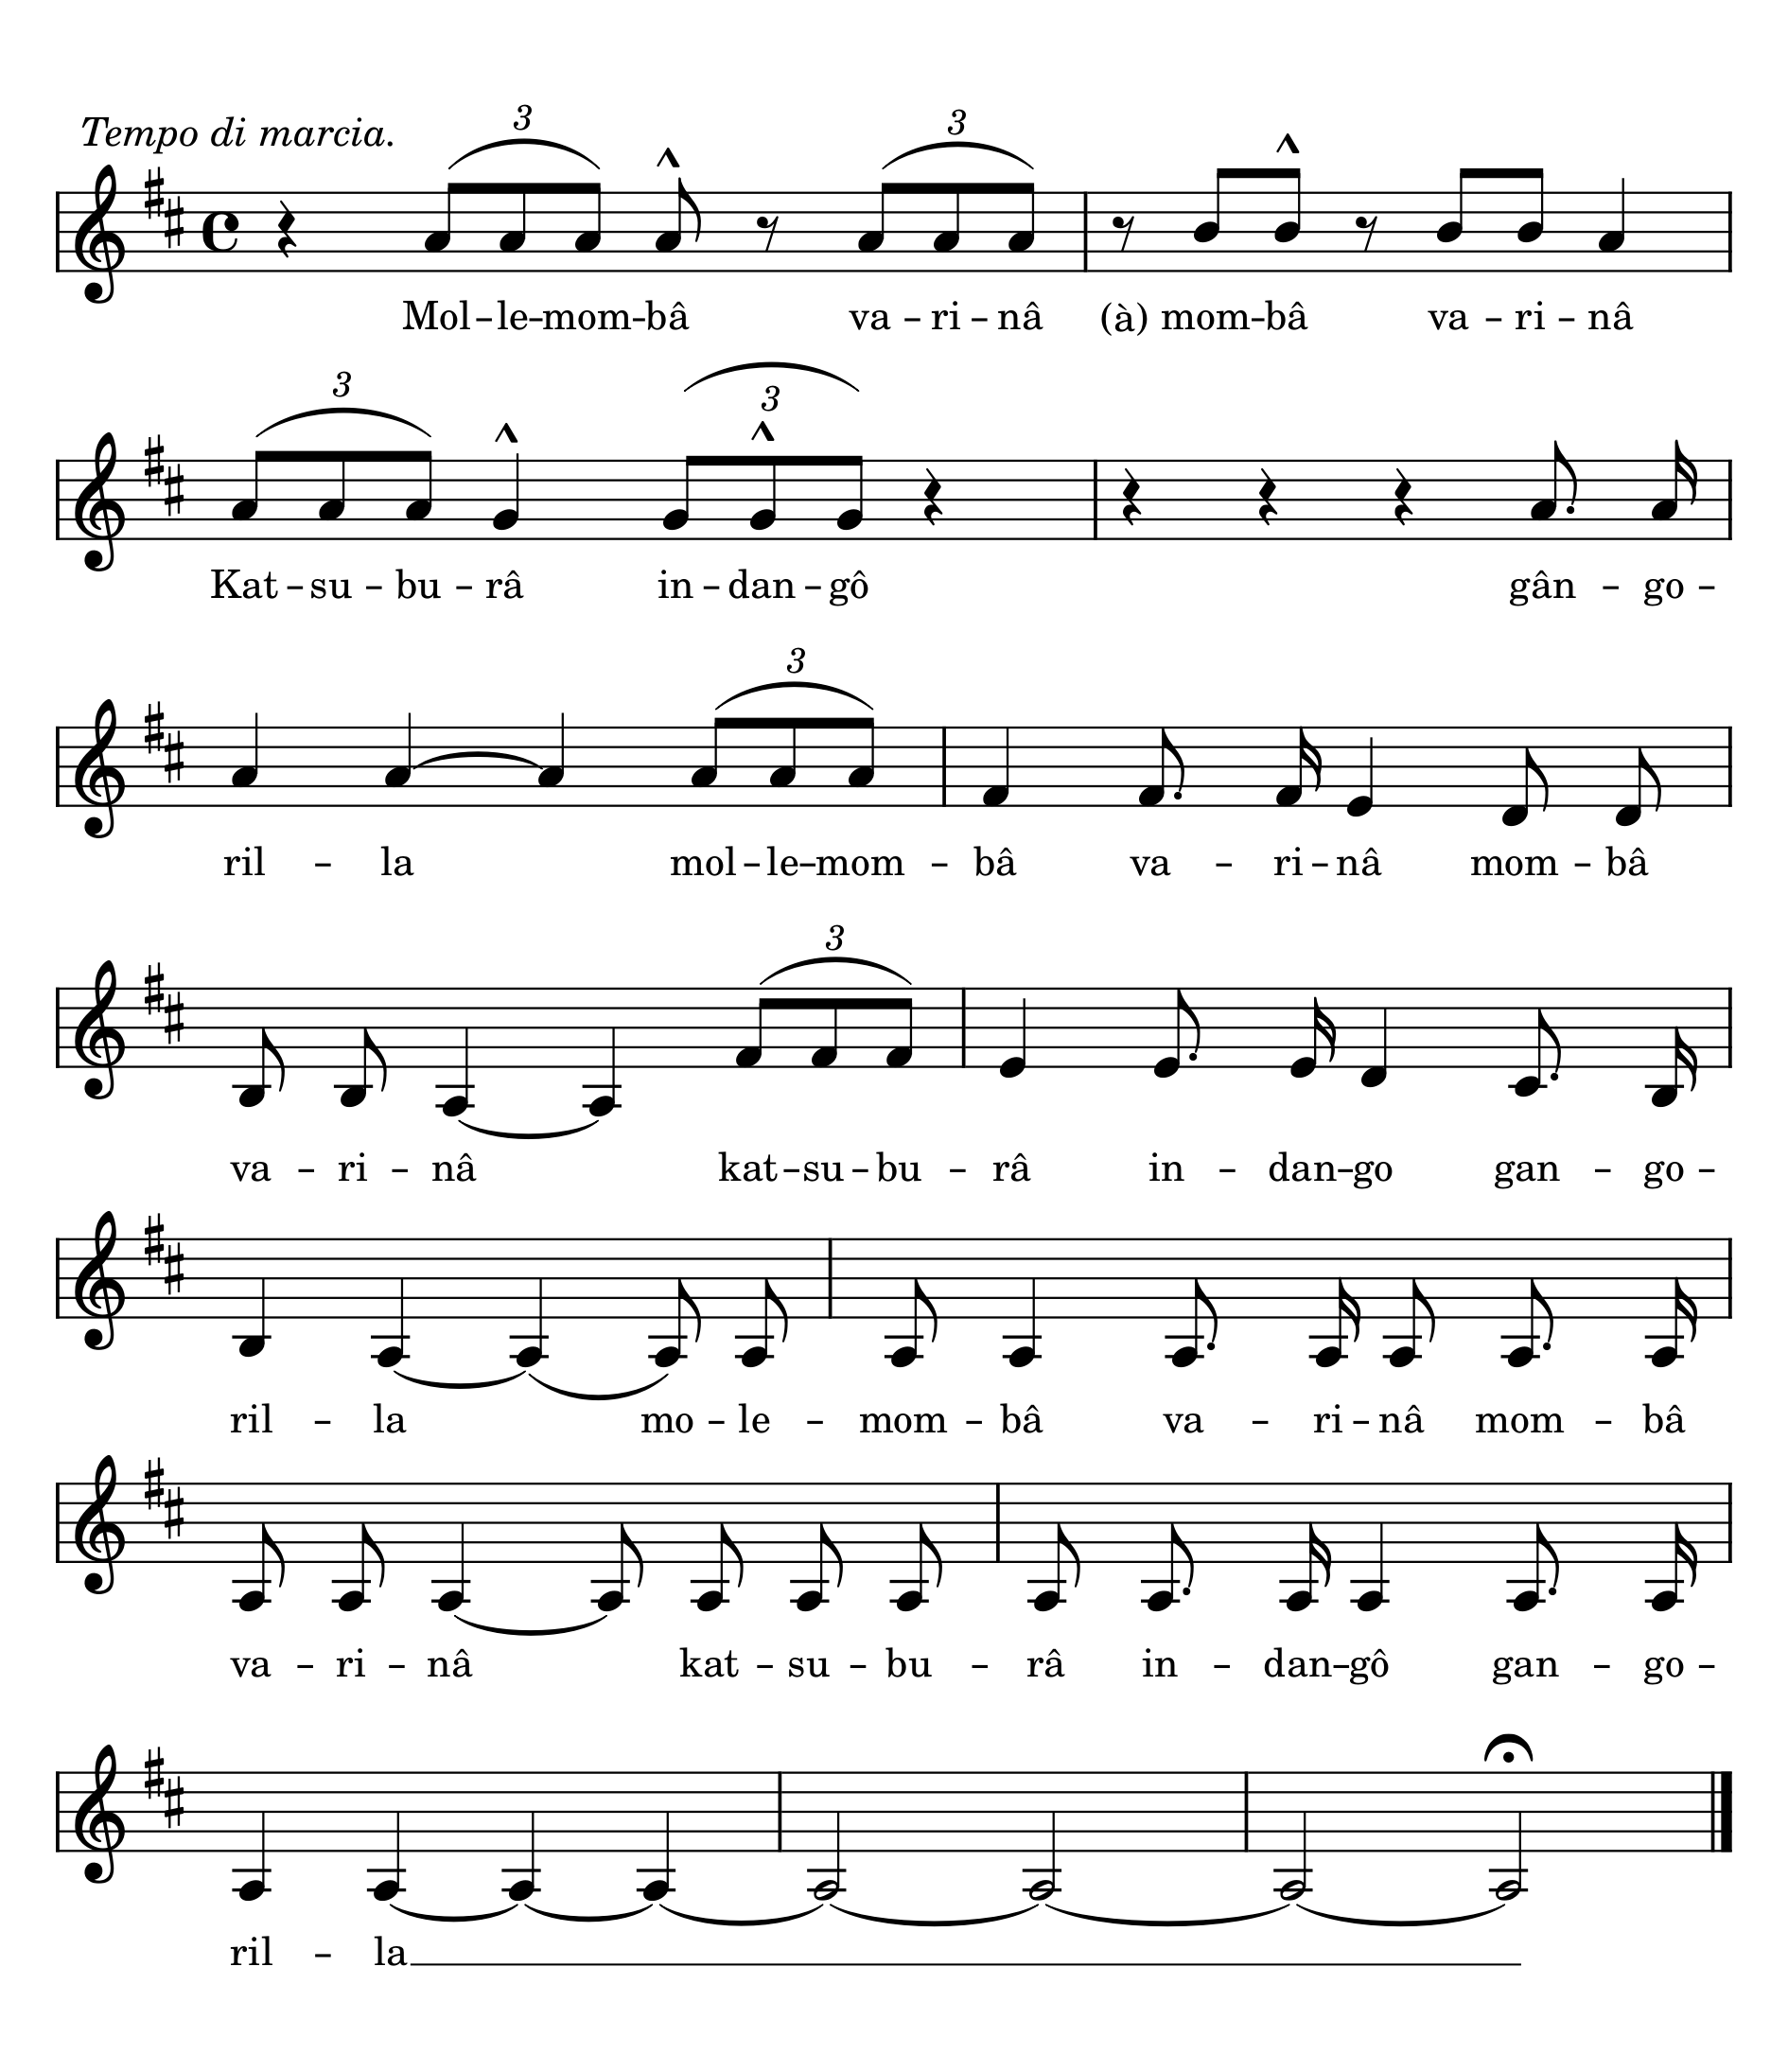 Tempo di marcia.
3 3
Mol – le – mom – bâ va – ri – nâ (à) mom – bâ va – ri – nâ
3 3
Kat – su – bu – râ in – dan – gô gân – go –
3
ril – la mol – le – mom – bâ va – ri – nâ mom – bâ
3
va – ri – nâ kat – su – bu – râ in – dan – go gan – go –
ril – la mo – le – mom – bâ va – ri – nâ mom – bâ
va – ri – nâ kat – su – bu – râ in – dan – gô gan – go –
ril – la